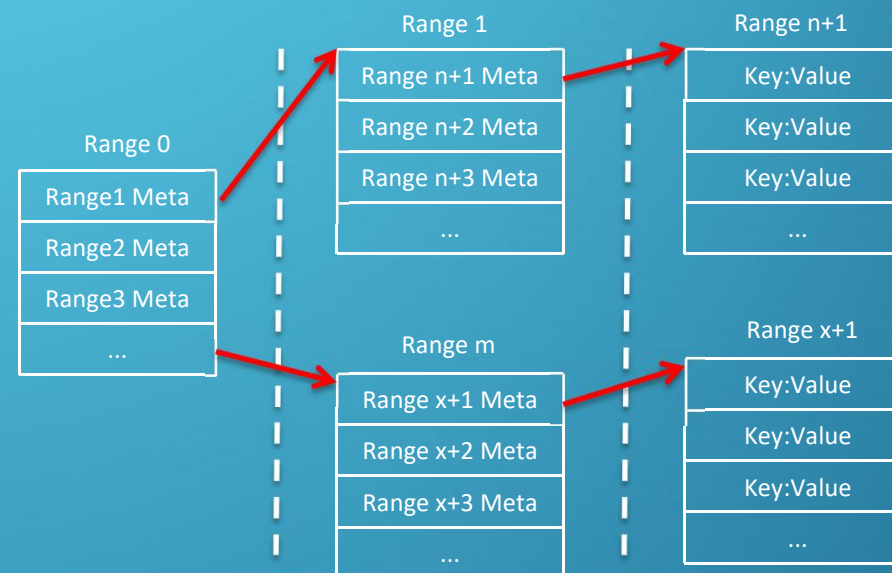 Range 0
Range1 Meta
Range2 Meta
Range3 Meta
...
Range 1
Range n+1 Meta
Range n+2 Meta
Range n+3 Meta
...
Range m
Range x+1 Meta
Range x+2 Meta
Range x+3 Meta
...
Range n+1
Key:Value
Key:Value
Key:Value
...
Range x+1
Key:Value
Key:Value
Key:Value
...